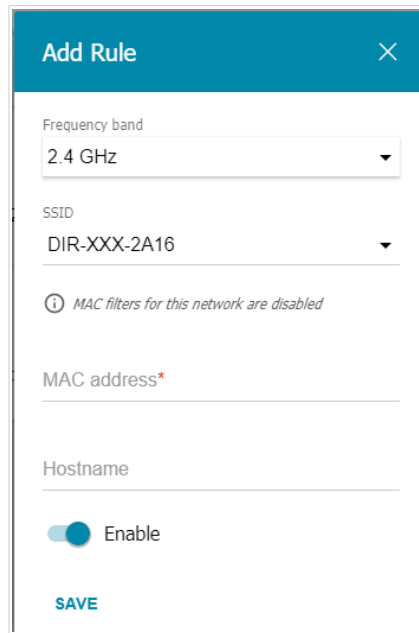 Add Rule
Frequency band
2.4 GHz
SSID
DIR-XXX-2A16
MAC filters for this network are disabled
MAC address*
Hostname
Enable
SAVE